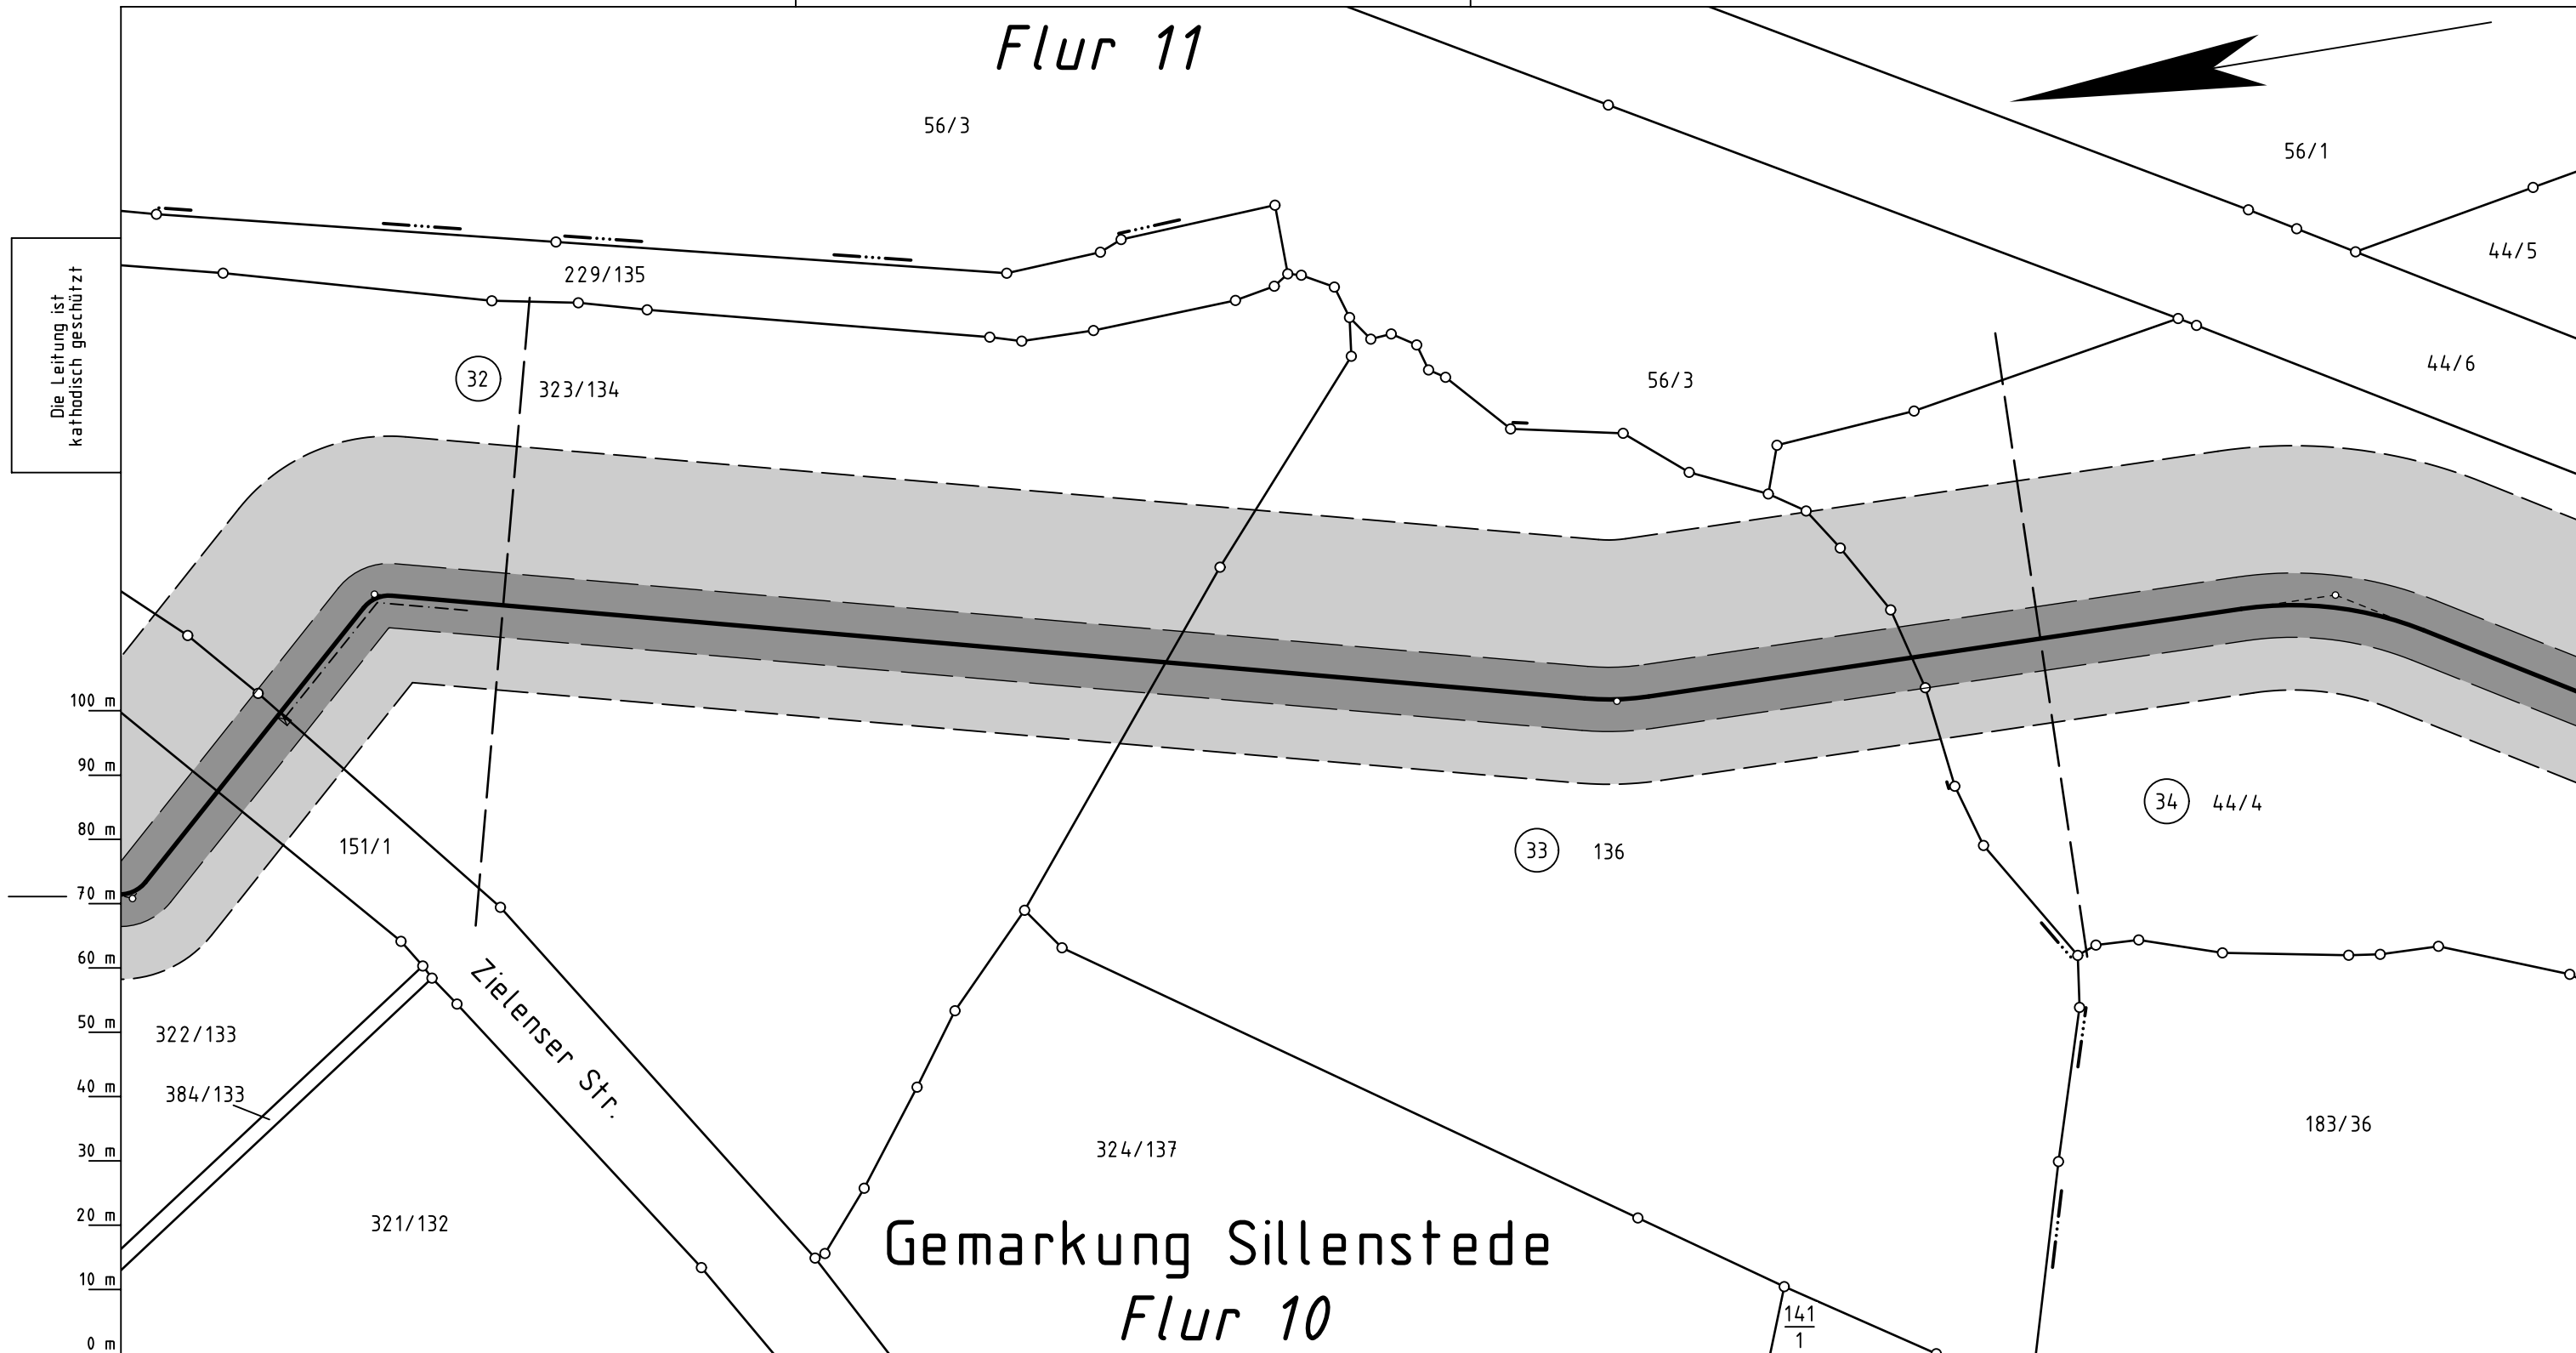 Flur 11
56/3
56/1
44/5
229/135
Die Leitung ist
kathodisch geschützt
44/6
32
323/134
56/3
100 m
90 m
80 m
70 m
60 m
50 m
40 m
30 m
20 m
10 m
0 m
34
44/4
151/1
33
136
Zielenser Str.
322/133
384/133
183/36
324/137
321/132
Gemarkung Sillenstede
Flur 10
141
1